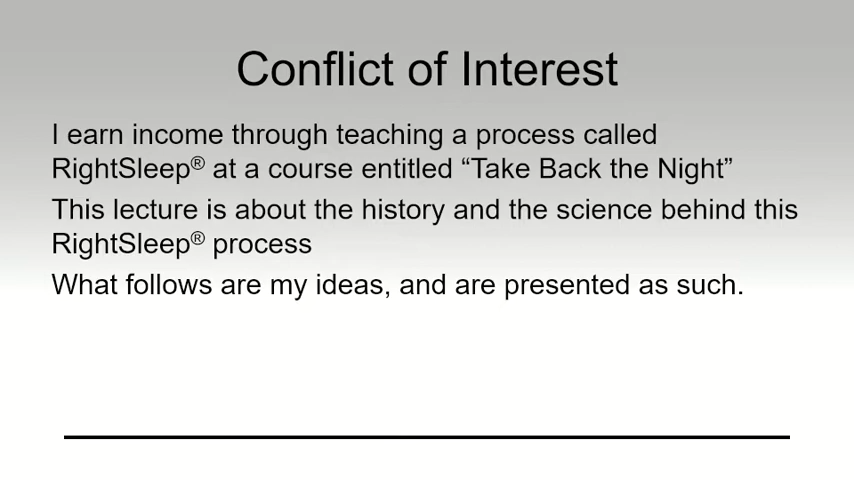 Conflict of Interest
I earn income through teaching a process called
RightSleep® at a course entitled “Take Back the Night”
This lecture is about the history and the science behind this
RightSleep® process
What follows are my ideas, and are presented as such.